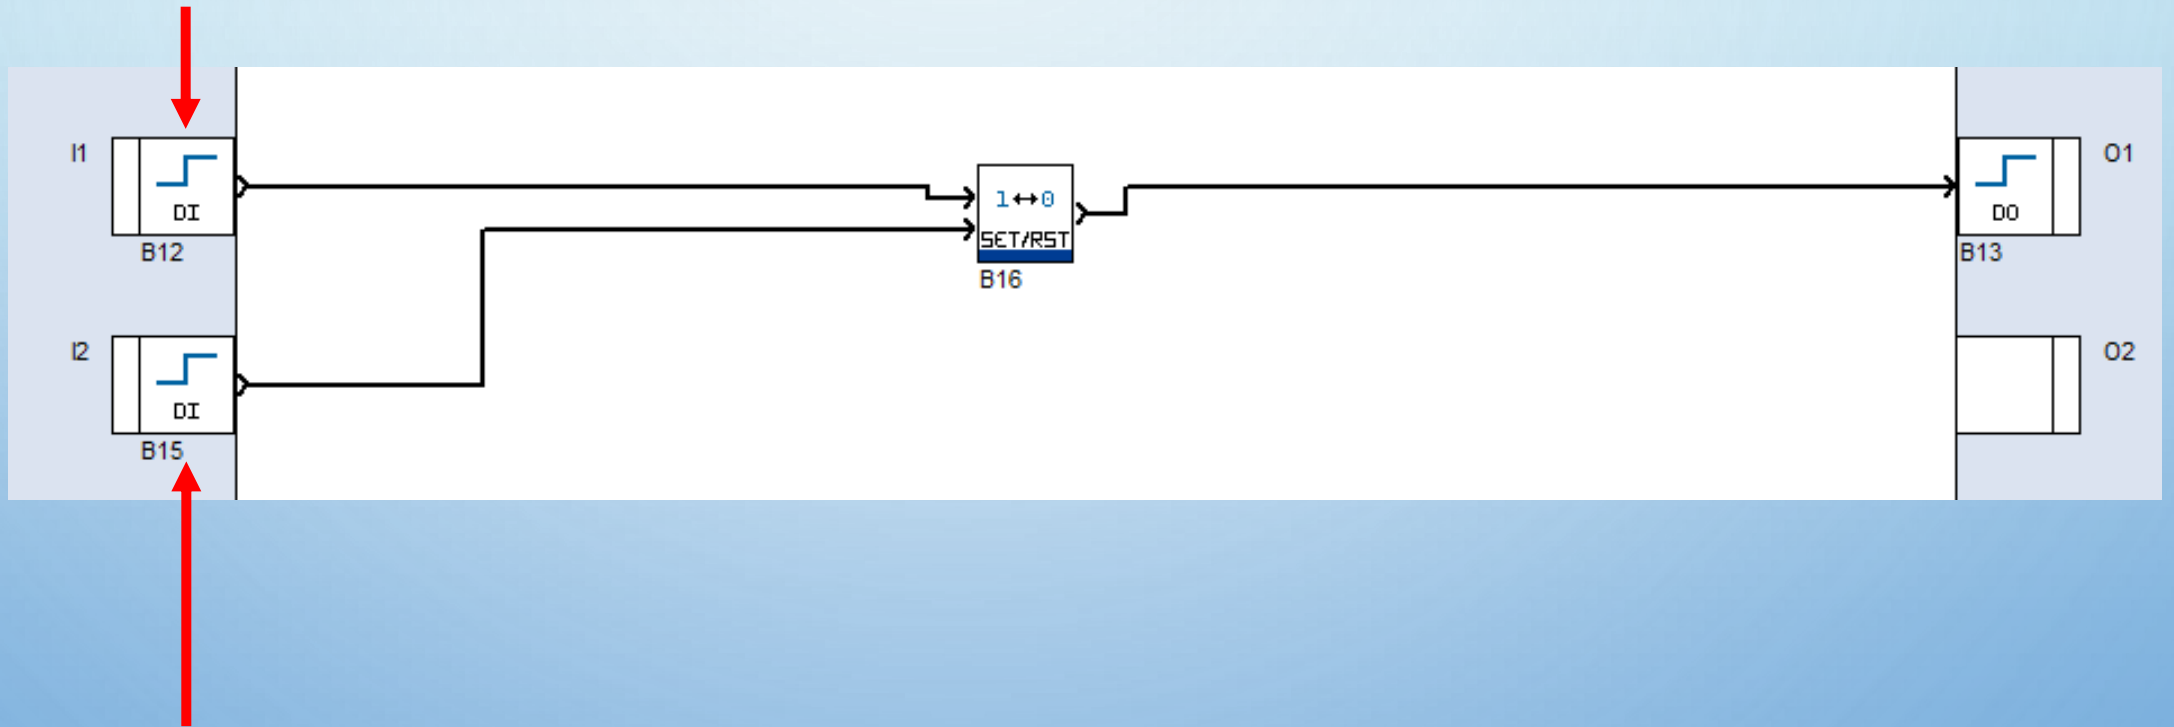 I1
DI
B12
1↔0
SET/RST
B16
DO
B13
O1
I2
DI
B15
O2